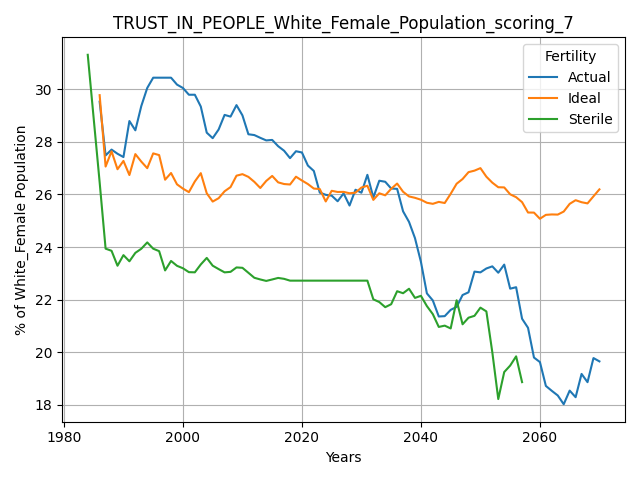 TRUST_IN_PEOPLE_White_Female_Population_scoring_7
Fertility
Actual
Ideal
Sterile
% of White_Female Population
30
28
26
24
22
20
18
1980
2000
2020
2040
2060
Years